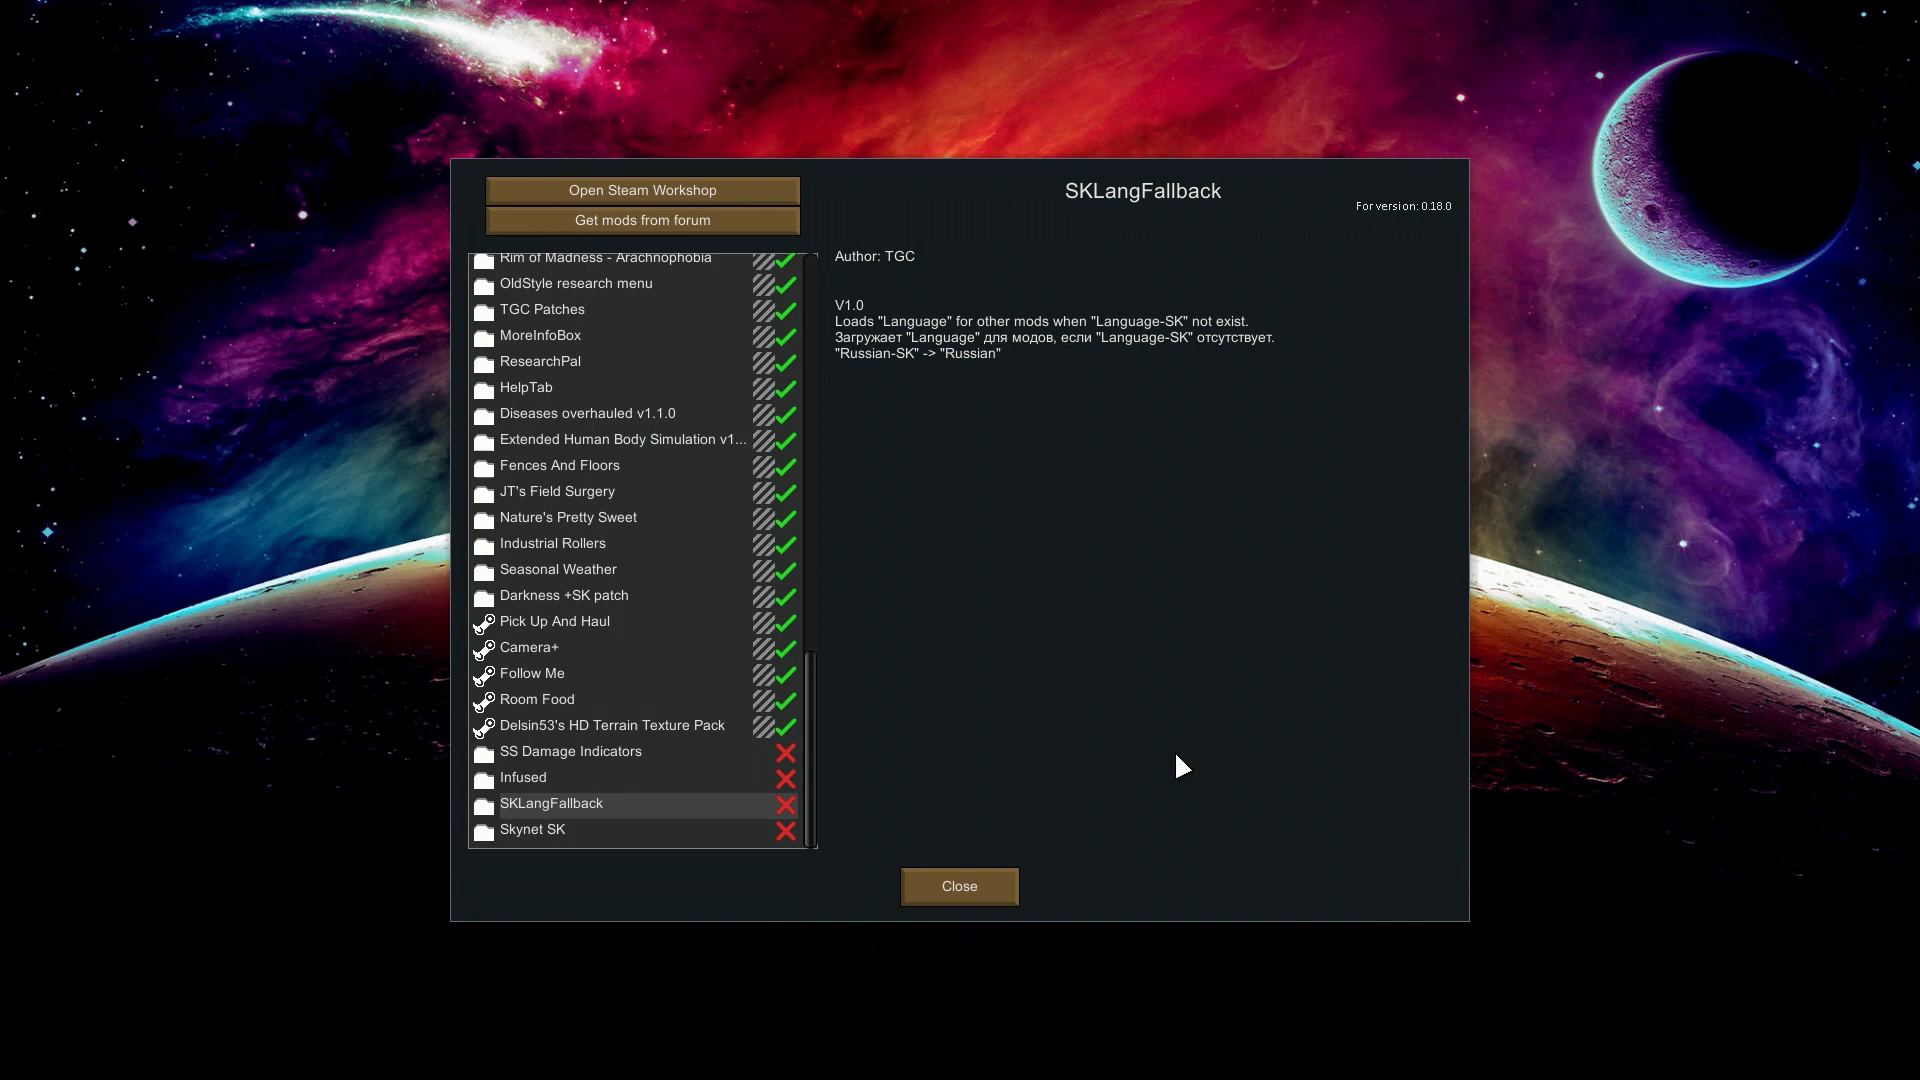 Open Steam Workshop
Get mods from forum
SKLangFallback
For version: 0.18.0
Rim of Madness - Arachnophobia
OldStyle research menu
TGC Patches
MoreInfoBox
ResearchPal
HelpTab
Diseases overhauled v1.1.0
Extended Human Body Simulation v1...
Fences And Floors
JT's Field Surgery
Nature's Pretty Sweet
Industrial Rollers
Seasonal Weather
Darkness +SK patch
Pick Up And Haul
Camera+
Follow Me
Room Food
Delsin53's HD Terrain Texture Pack
SS Damage Indicators
Infused
SKLangFallback
Skynet SK
Author: TGC
V1.0
Loads "Language" for other mods when "Language-SK" not exist.
Загружает "Language" для модов, если "Language-SK" отсутствует.
"Russian-SK" -> "Russian"
Close